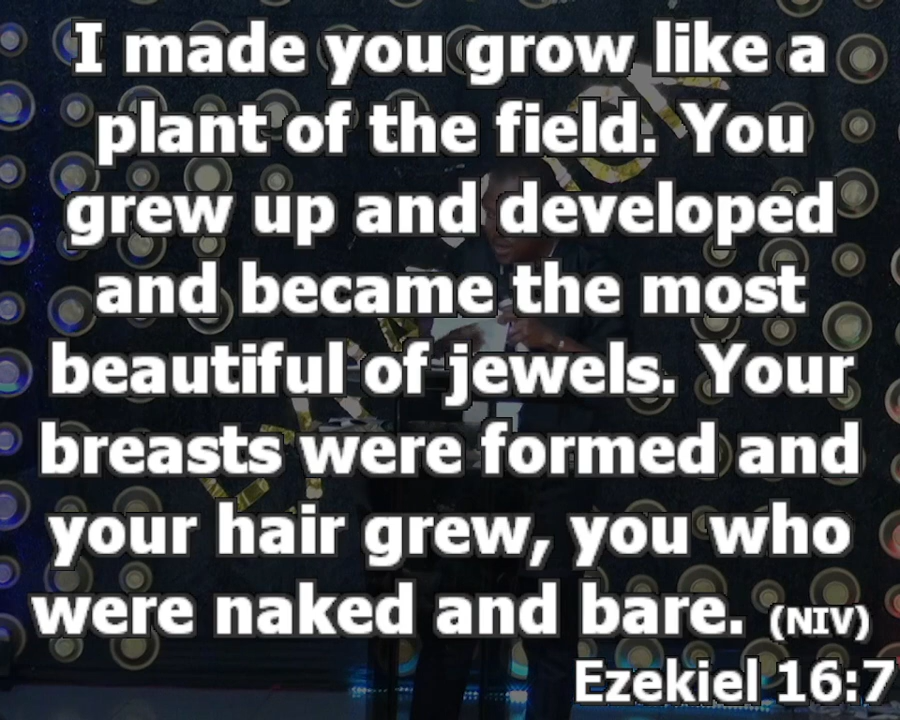 I made you grow like a
plant of the field. You
grew up and developed
and became the most
beautiful of jewels. Your
breasts were formed and
your hair grew, you who
were naked and bare. (NIV)
Ezekiel 16:7